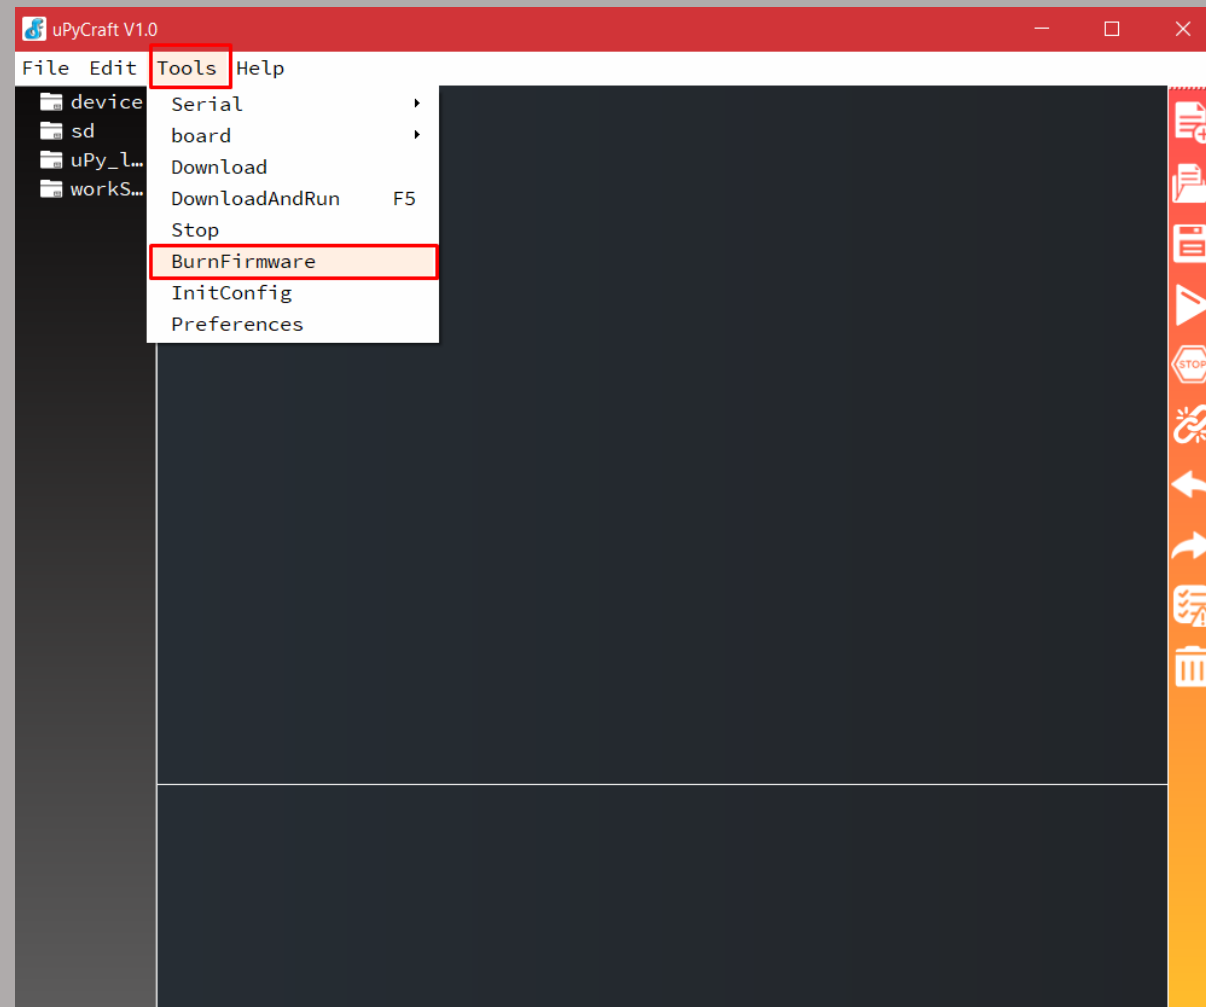 uPyCraft V1.0
File Edit Tools Help
device
sd
uPy_l…
workS…
Serial
board
Download
DownloadAndRun F5
Stop
BurnFirmware
InitConfig
Preferences
STOP